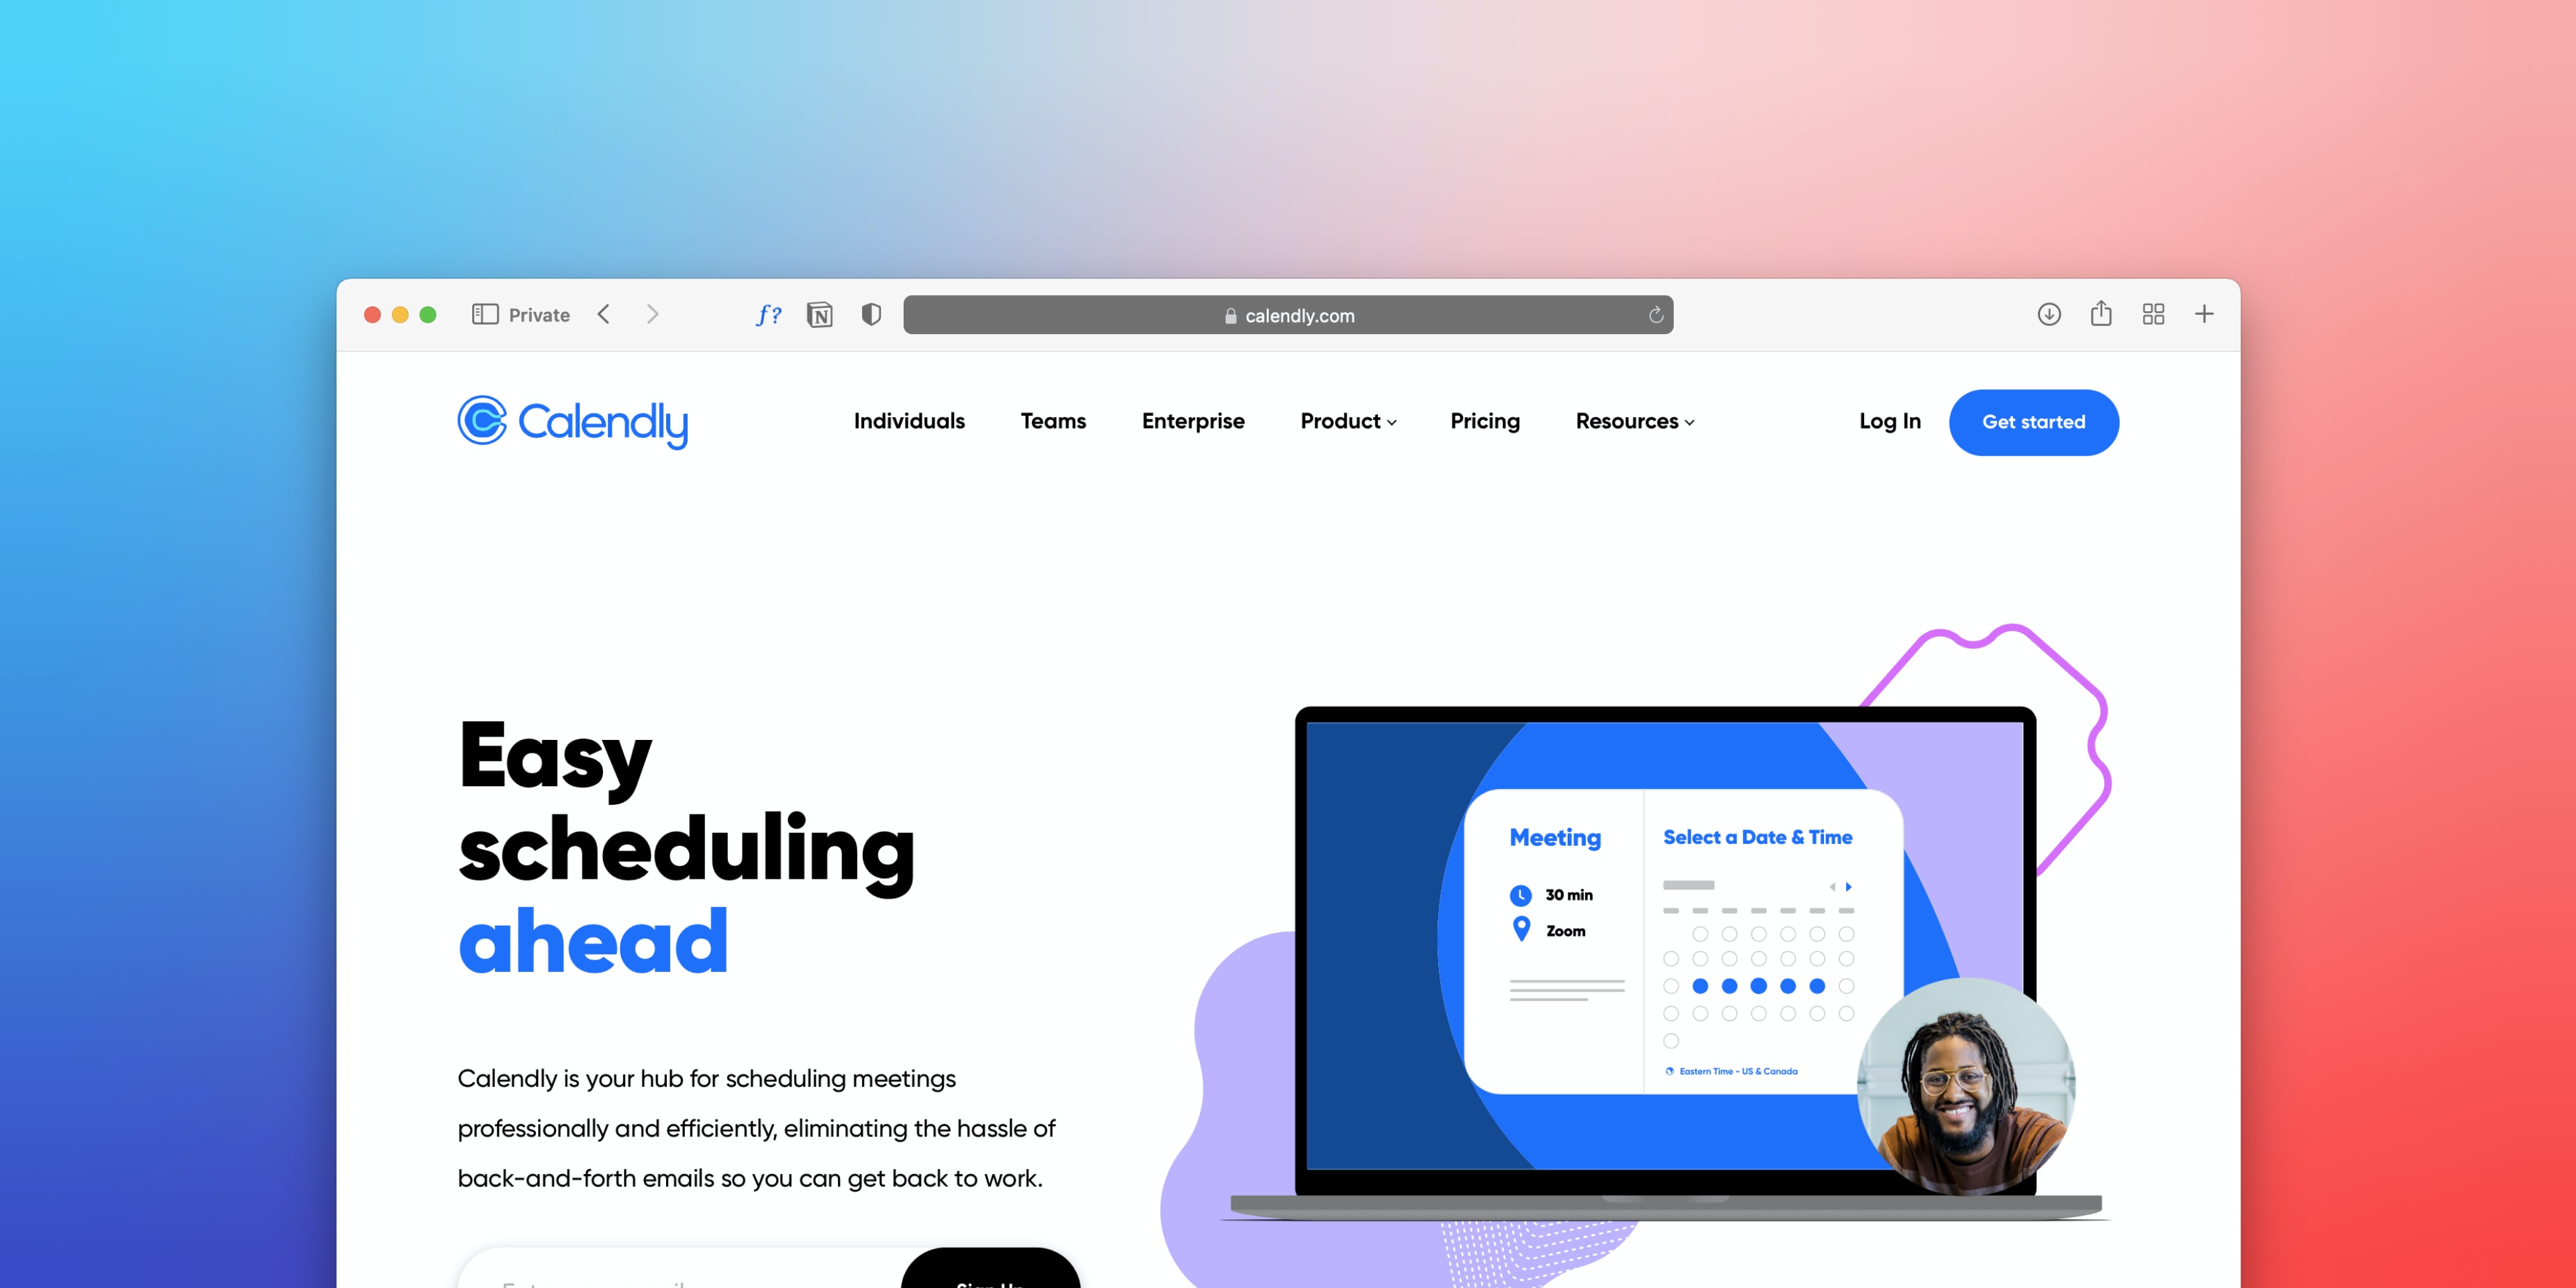 Private
f?
N
calendly.com
Calendly
Individuals Teams Enterprise Product Pricing Resources Log In Get started
Easy
scheduling
ahead
Calendly is your hub for scheduling meetings
professionally and efficiently, eliminating the hassle of
back-and-forth emails so you can get back to work.
Meeting
30 min
Zoom
Select a Date & Time
Eastern Time - US & Canada
Sign Up